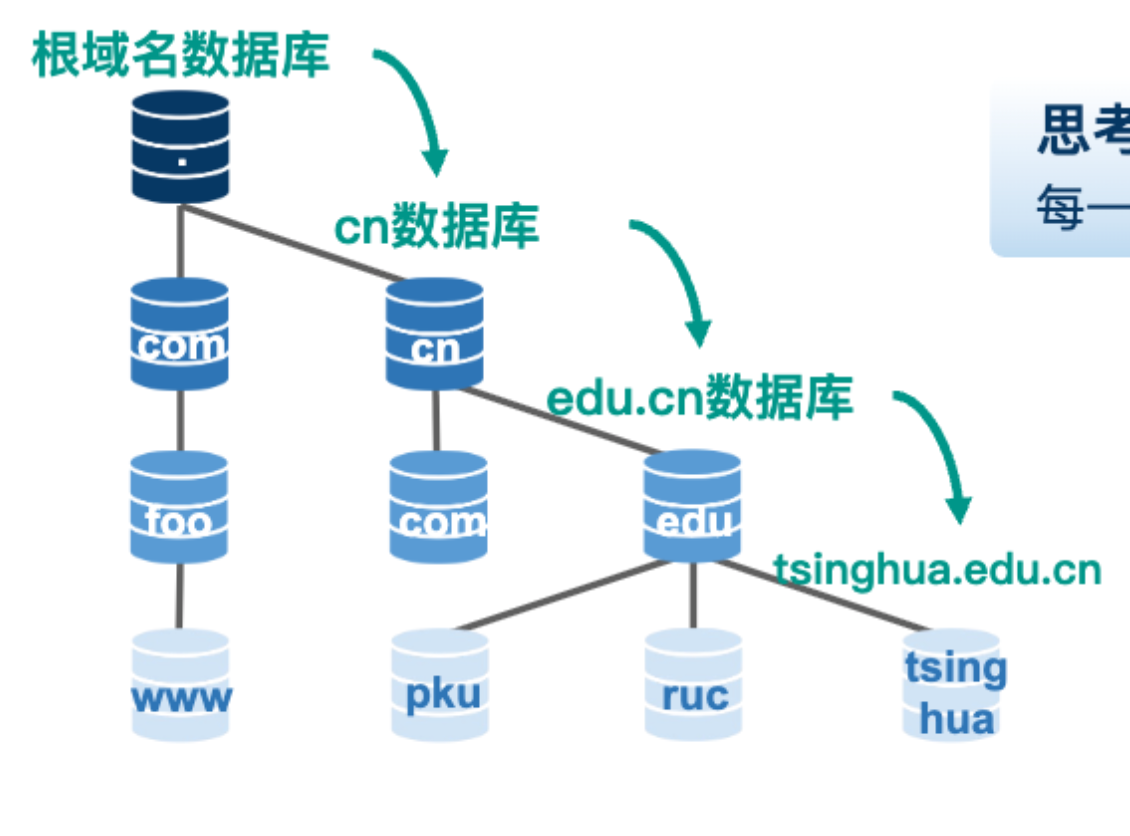 根域名数据库
.
思考
每一
cn数据库
com
cn
edu.cn数据库
foo
com
edu
tsinghua.edu.cn
www
pku
ruc
tsing
hua